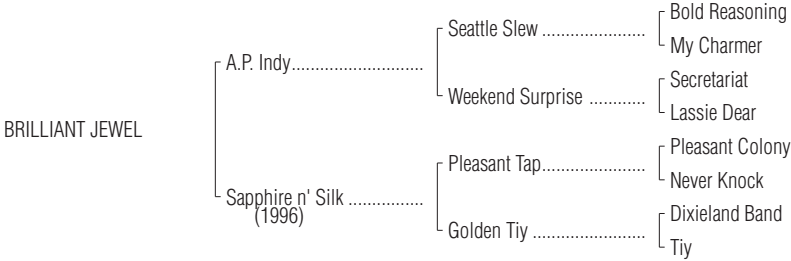 Bold Reasoning
Seattle Slew ......................
My Charmer
A.P. Indy............................
Secretariat
Weekend Surprise ............
Lassie Dear
BRILLIANT JEWEL
Pleasant Colony
Pleasant Tap......................
Never Knock
Sapphire n' Silk ................
(1996)
Dixieland Band
Golden Tiy ........................
Tiy